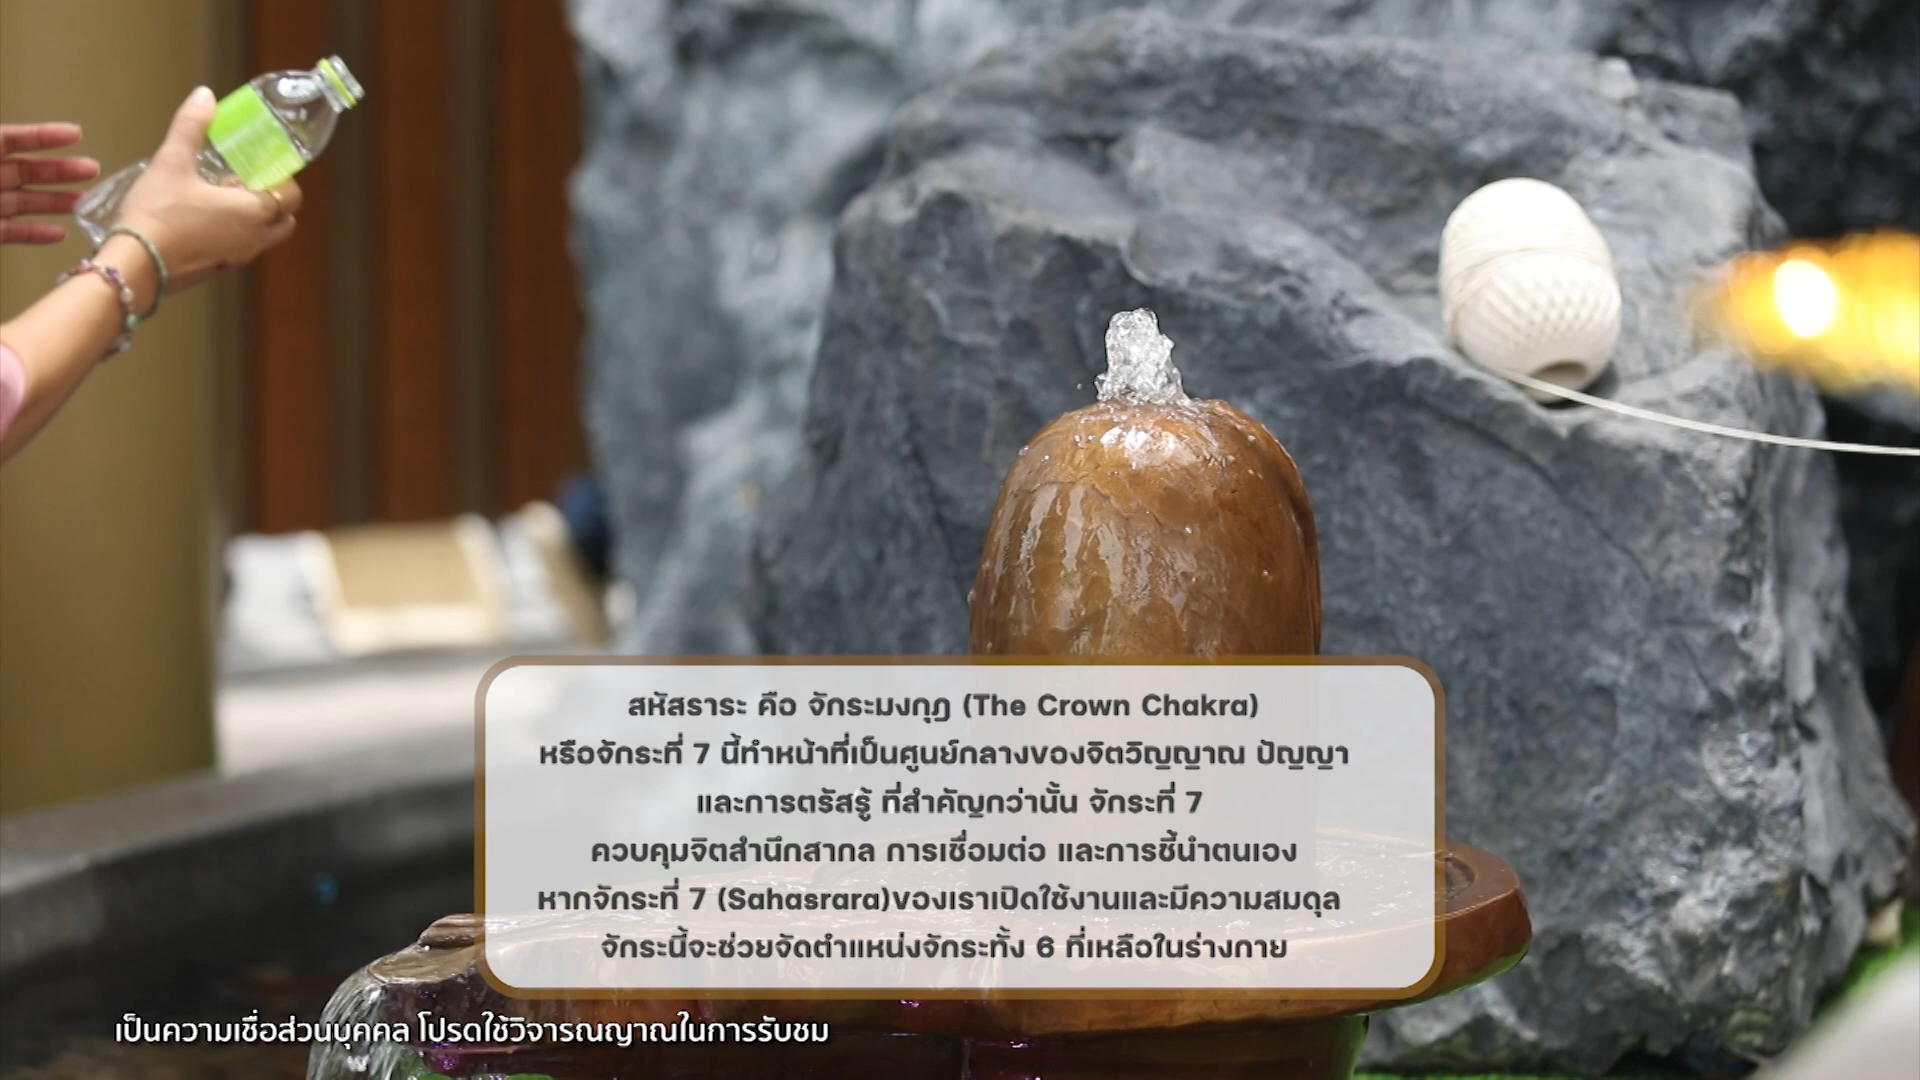 สหัสราระ คือ จักระมงกุฎ (The Crown Chakra)
หรือจักระที่ 7 นี้ทำหน้าที่เป็นศูนย์กลางของจิตวิญญาณ ปัญญา
และการตรัสรู้ ที่สำคัญกว่านั้น จักระที่ 7
ควบคุมจิตสำนึกสากล การเชื่อมต่อ และการชี้นำตนเอง
หากจักระที่ 7 (Sahasrara)ของเราเปิดใช้งานและมีความสมดุล
จักระนี้จะช่วยจัดตำแหน่งจักระทั้ง 6 ที่เหลือในร่างกาย
เป็นความเชื่อส่วนบุคคล โปรดใช้วิจารณญาณในการรับชม